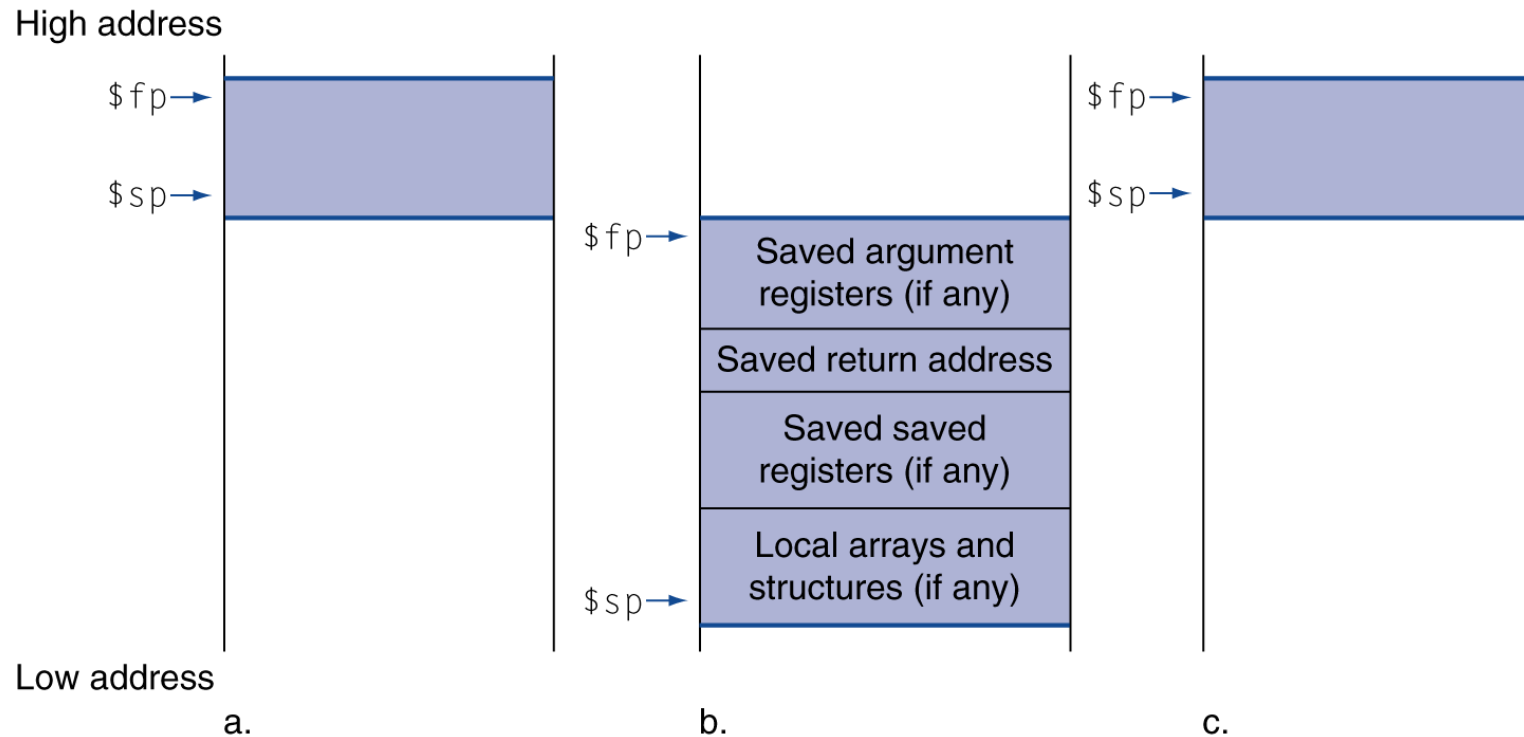 High address
$fp
$sp
$fp
Saved argument
registers (if any)
Saved return address
Saved saved
registers (if any)
Local arrays and
structures (if any)
$sp
$fp
$sp
Low address
a.
b.
c.